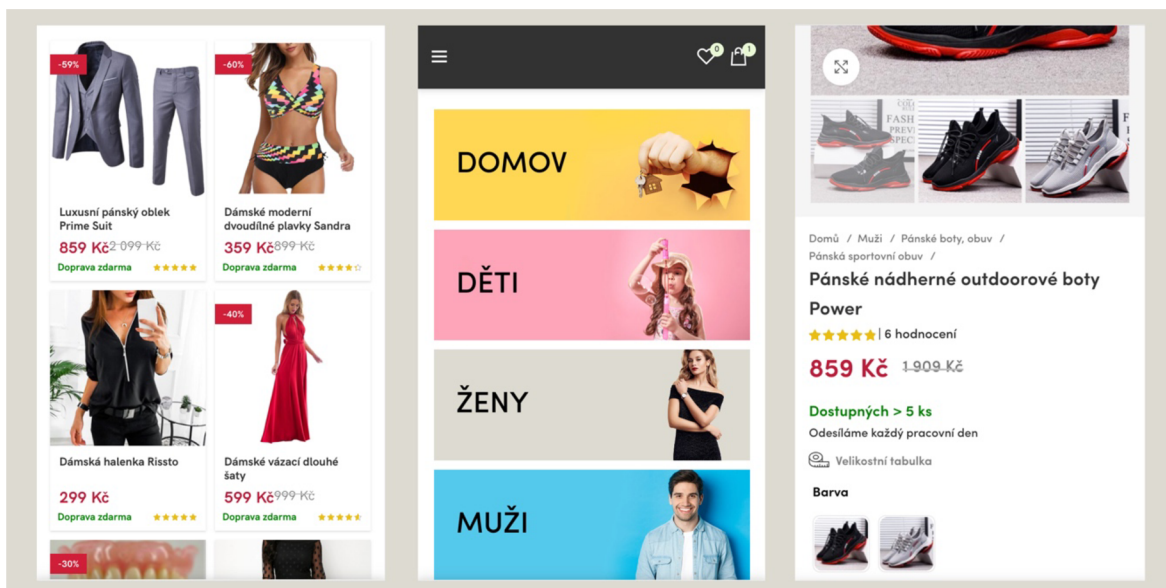 -59%
-60%
Luxusní pánský oblek
Prime Suit
859 Kč 2 099 Kč
Doprava zdarma
Dámské moderní
dvoudílné plavky Sandra
359 Kč 899 Kč
Doprava zdarma
-40%
Dámská halenka Rissto
299 Kč
Doprava zdarma
Dámské vázací dlouhé
šaty
599 Kč 999 Kč
Doprava zdarma
-30%
0
1
DOMOV
DĚTI
ŽENY
MUŽI
Domů / Muži / Pánské boty, obuv /
Pánská sportovní obuv /
Pánské nádherné outdoorové boty
Power
| 6 hodnocení
859 Kč 1 909 Kč
Dostupných > 5 ks
Odesíláme každý pracovní den
Velikostní tabulka
Barva